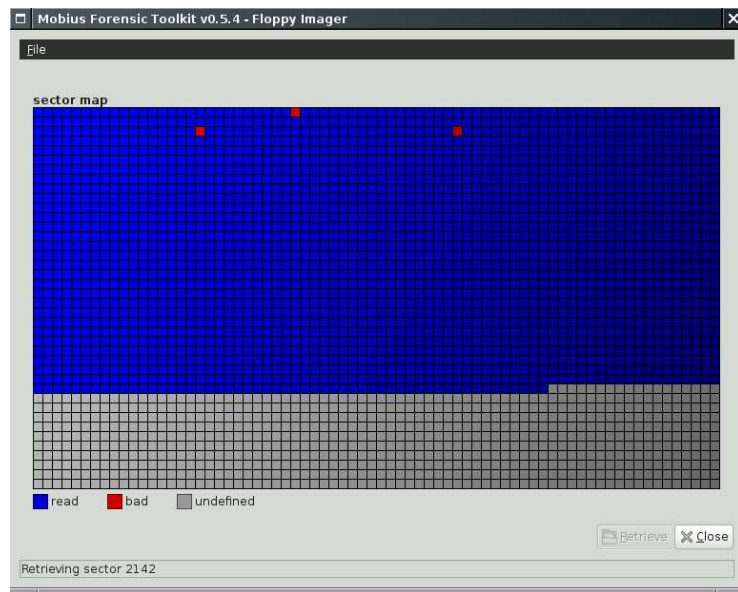 Mobius Forensic Toolkit v0.5.4 - Floppy Imager
File
sector map
read bad undefined
Retrieve Close
Retrieving sector 2142